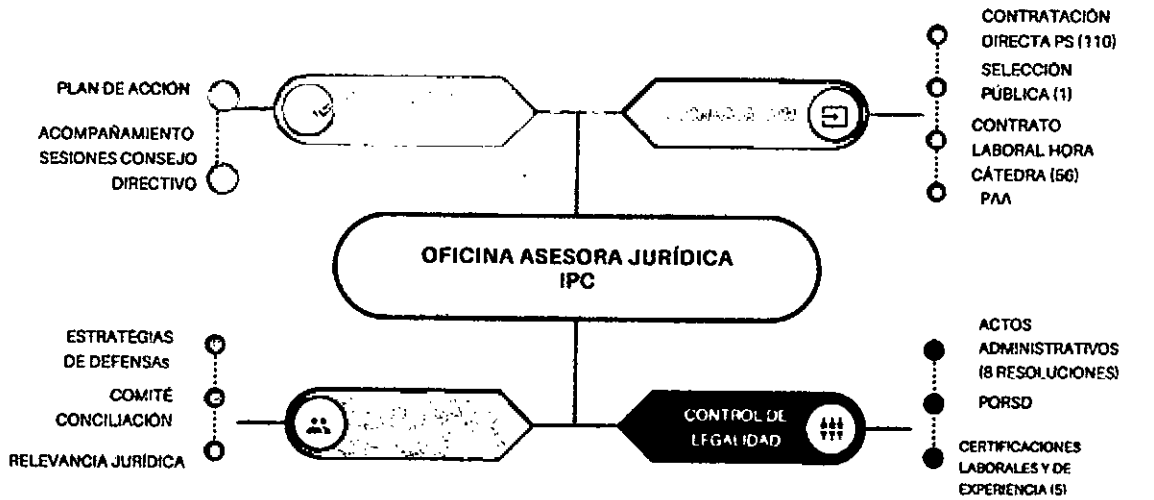 PLAN DE ACCIÓN
ACOMPAÑAMIENTO
SESIONES CONSEJO
DIRECTIVO
CONTRATACIÓN
DIRECTA PS (110)
SELECCIÓN
PÚBLICA (1)
CONTRATO
LABORAL HORA
CÁTEDRA (56)
PAA
OFICINA ASESORA JURÍDICA
IPC
ESTRATEGIAS
DE DEFENSAs
COMITÉ
CONCILIACIÓN
RELEVANCIA JURÍDICA
CONTROL DE
LEGALIDAD
ACTOS
ADMINISTRATIVOS
(8 RESOLUCIONES)
PQRSD
CERTIFICACIONES
LABORALES Y DE
EXPERIENCIA (5)